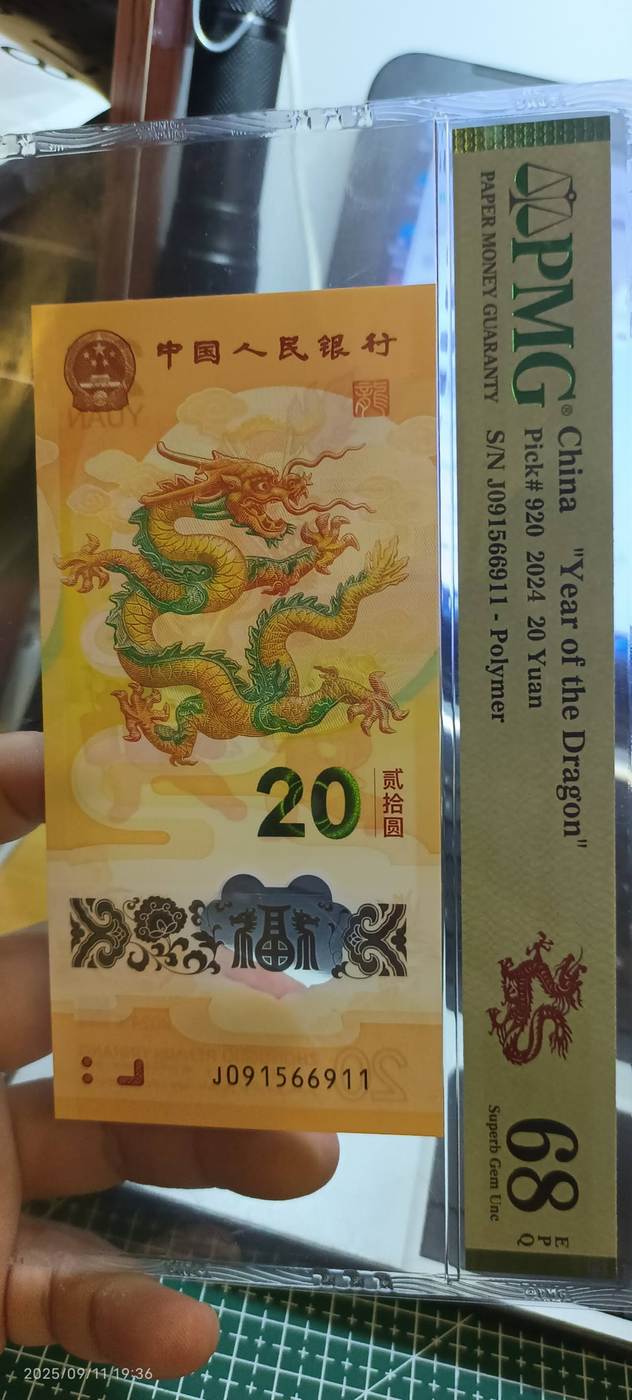 中国人民银行
龍
20
贰拾圆
福
J091566911
PMG®
PAPER MONEY GUARANTY
China "Year of the Dragon"
Pick# 920 2024 20 Yuan
S/N J091566911 - Polymer
68
EPQ
Superb Gem Unc
2025/09/11/19:36